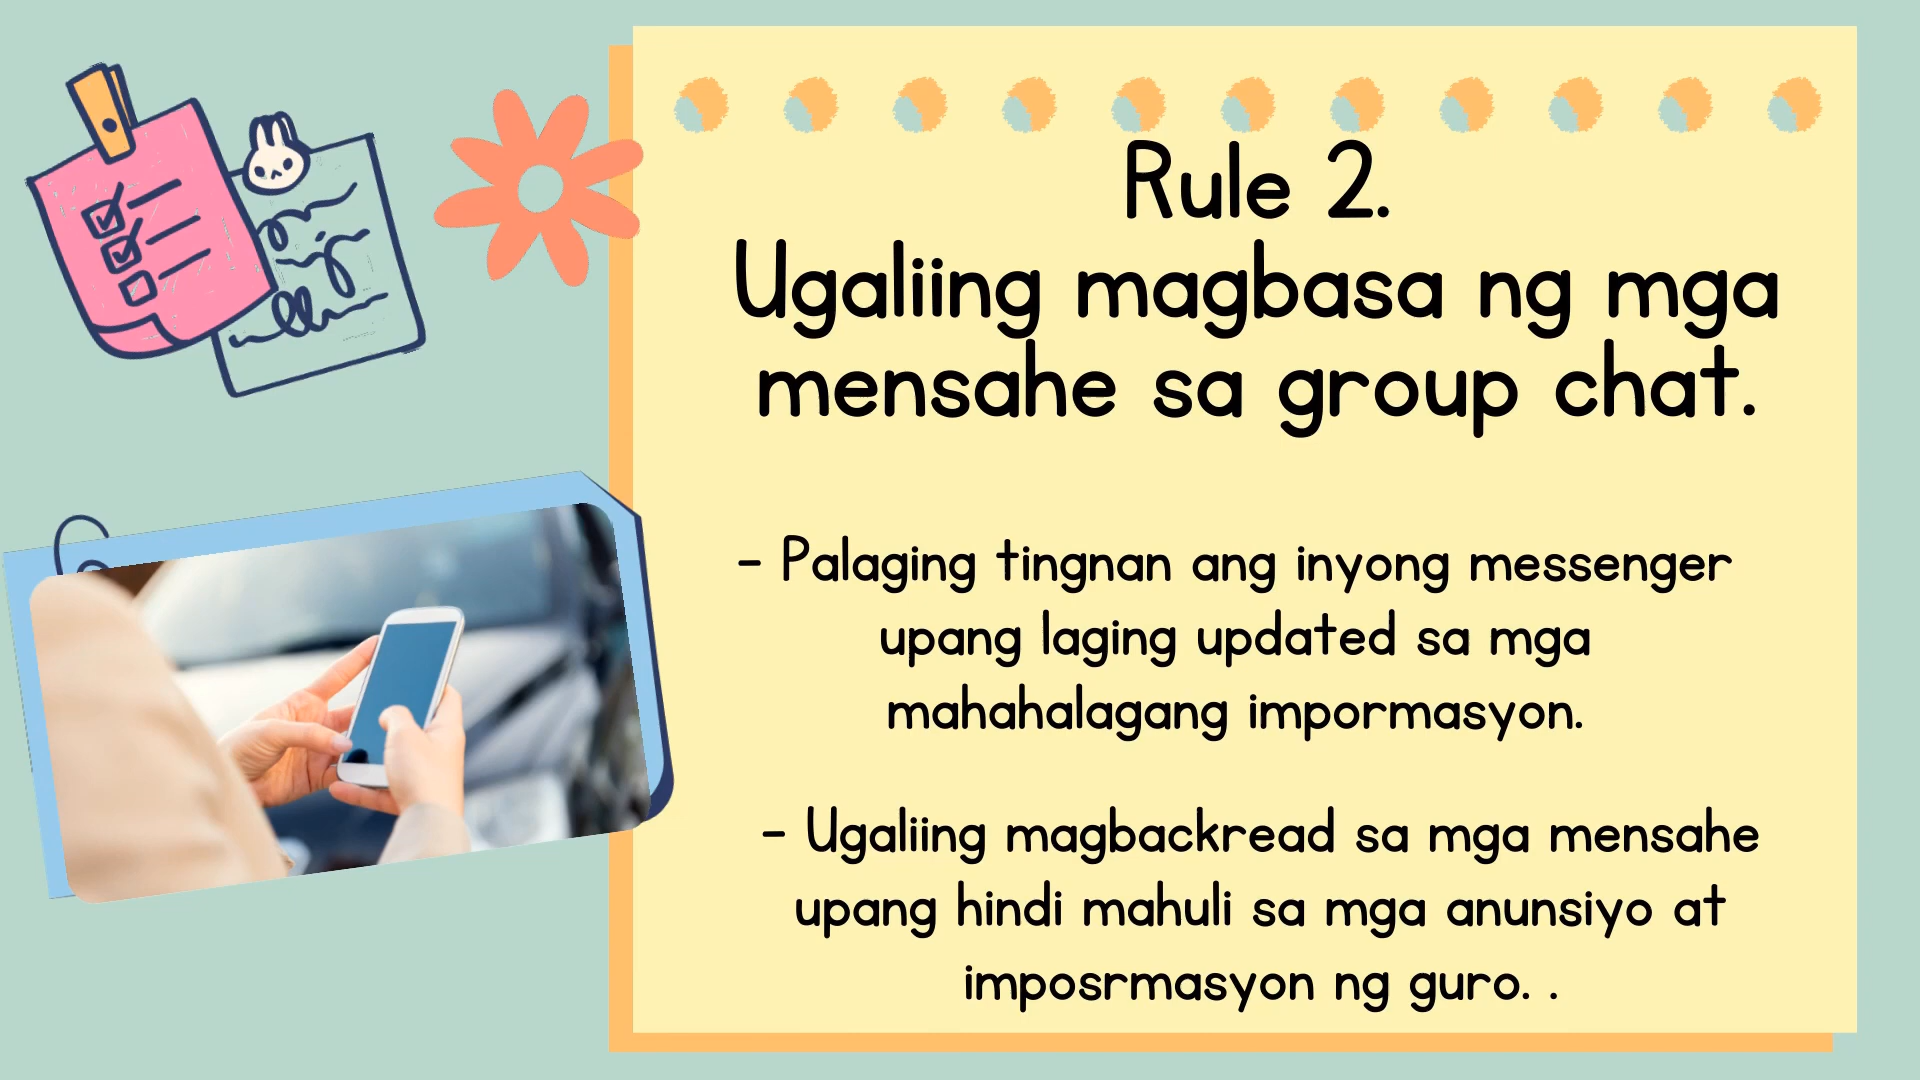 Rule 2.
Ugaliing magbasa ng mga
mensahe sa group chat.
- Palaging tingnan ang inyong messenger
upang laging updated sa mga
mahahalagang impormasyon.
- Ugaliing magbackread sa mga mensahe
upang hindi mahuli sa mga anunsiyo at
imposrmasyon ng guro. .